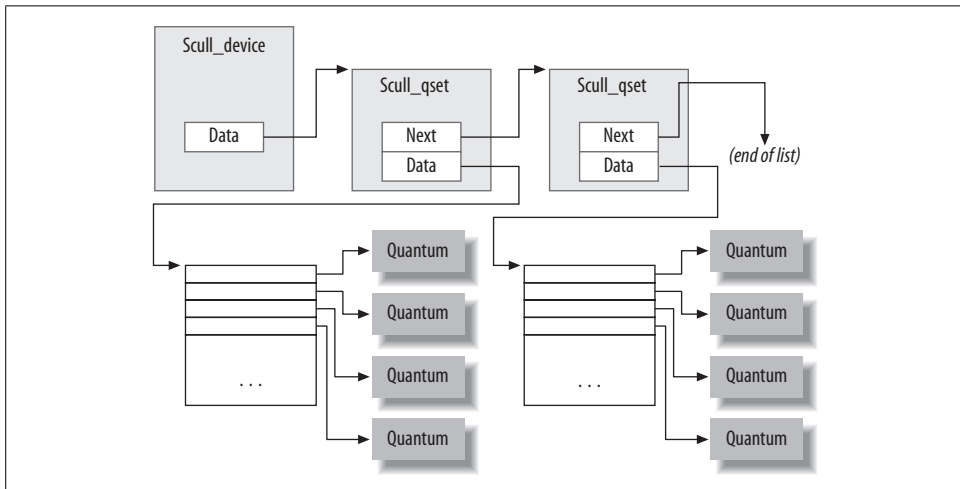 Scull_device
Data
Scull_qset
Next
Data
Scull_qset
Next
Data
(end of list)
Quantum
Quantum
Quantum
Quantum
. . .
Quantum
Quantum
Quantum
Quantum
. . .